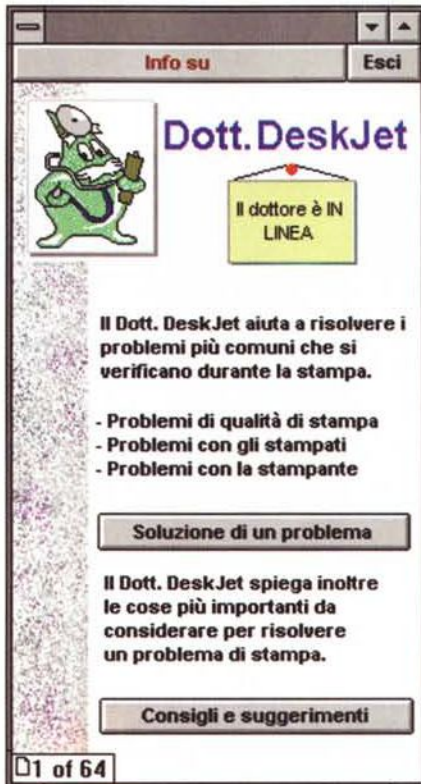 Info su
Esci
Dott.DeskJet
Il dottore è IN
LINEA
Il Dott. DeskJet aiuta a risolvere i
problemi più comuni che si
verificano durante la stampa.
- Problemi di qualità di stampa
- Problemi con gli stampati
- Problemi con la stampante
Soluzione di un problema
Il Dott. DeskJet spiega inoltre
le cose più importanti da
considerare per risolvere
un problema di stampa.
Consigli e suggerimenti
1 of 64